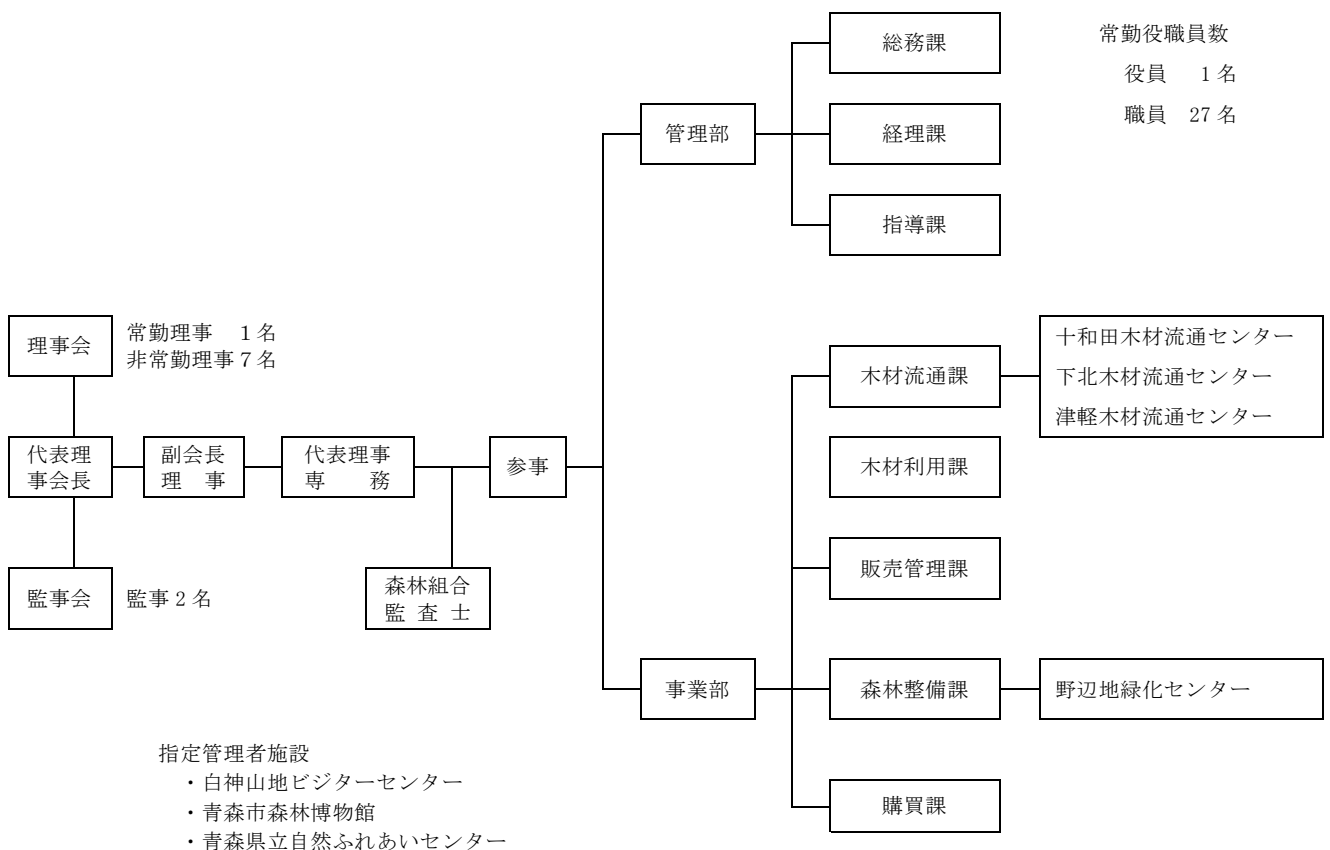 総務課
常勤役職員数
役員 1名
職員 27名
管理部
経理課
指導課
理事会
常勤理事 1名
非常勤理事7名
木材流通課
十和田木材流通センター
下北木材流通センター
津軽木材流通センター
代表理
事会長
副会長
理 事
代表理事
専 務
参事
木材利用課
監事会
監事2名
森林組合
監 査 士
販売管理課
事業部
森林整備課
野辺地緑化センター
購買課
指定管理者施設
・白神山地ビジターセンター
・青森市森林博物館
・青森県立自然ふれあいセンター